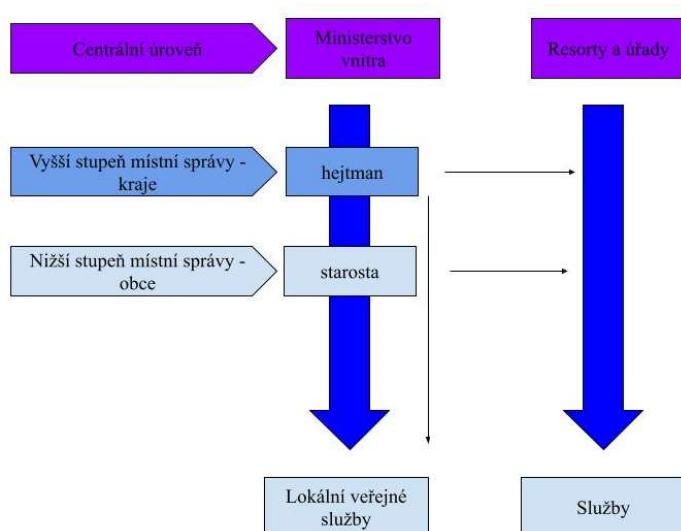 Centrální úroveň
Ministerstvo
vnitra
Resorty a úřady
Vyšší stupeň místní správy -
kraje
hejtman
Nižší stupeň místní správy -
obce
starosta
Lokální veřejné
služby
Služby